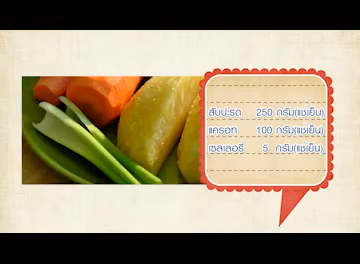 สับปะรด 250 กรัม(แช่เย็น)
แครอท 100 กรัม(แช่เย็น)
เซลเลอรี่ 5 กรัม(แช่เย็น)